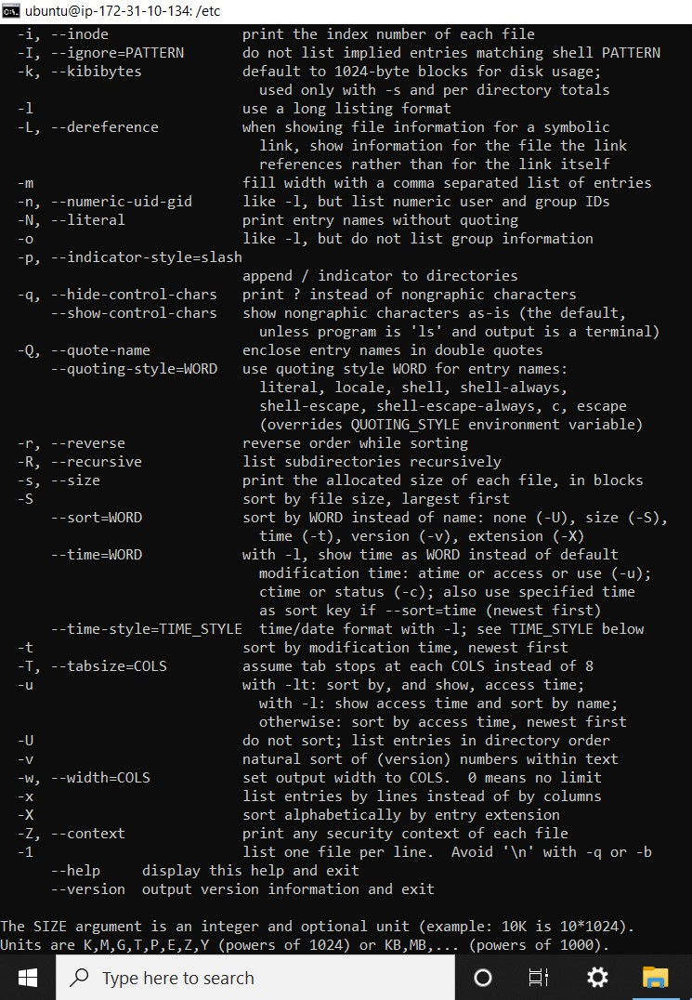 ubuntu@ip-172-31-10-134: /etc
-i, --inode                print the index number of each file
-I, --ignore=PATTERN       do not list implied entries matching shell PATTERN
-k, --kibibytes            default to 1024-byte blocks for disk usage;
                             used only with -s and per directory totals
-l                         use a long listing format
-L, --dereference          when showing file information for a symbolic
                             link, show information for the file the link
                             references rather than for the link itself
-m                         fill width with a comma separated list of entries
-n, --numeric-uid-gid      like -l, but list numeric user and group IDs
-N, --literal              print entry names without quoting
-o                         like -l, but do not list group information
-p, --indicator-style=slash
                           append / indicator to directories
-q, --hide-control-chars   print ? instead of nongraphic characters
    --show-control-chars   show nongraphic characters as-is (the default,
                             unless program is 'ls' and output is a terminal)
-Q, --quote-name           enclose entry names in double quotes
    --quoting-style=WORD   use quoting style WORD for entry names:
                             literal, locale, shell, shell-always,
                             shell-escape, shell-escape-always, c, escape
                             (overrides QUOTING_STYLE environment variable)
-r, --reverse              reverse order while sorting
-R, --recursive            list subdirectories recursively
-s, --size                 print the allocated size of each file, in blocks
-S                         sort by file size, largest first
    --sort=WORD            sort by WORD instead of name: none (-U), size (-S),
                             time (-t), version (-v), extension (-X)
    --time=WORD            with -l, show time as WORD instead of default
                             modification time: atime or access or use (-u);
                             ctime or status (-c); also use specified time
                             as sort key if --sort=time (newest first)
    --time-style=TIME_STYLE  time/date format with -l; see TIME_STYLE below
-t                         sort by modification time, newest first
-T, --tabsize=COLS         assume tab stops at each COLS instead of 8
-u                         with -lt: sort by, and show, access time;
                             with -l: show access time and sort by name;
                             otherwise: sort by access time, newest first
-U                         do not sort; list entries in directory order
-v                         natural sort of (version) numbers within text
-w, --width=COLS           set output width to COLS.  0 means no limit
-x                         list entries by lines instead of by columns
-X                         sort alphabetically by entry extension
-Z, --context              print any security context of each file
-1                         list one file per line.  Avoid '\n' with -q or -b
    --help     display this help and exit
    --version  output version information and exit
The SIZE argument is an integer and optional unit (example: 10K is 10*1024).
Units are K,M,G,T,P,E,Z,Y (powers of 1024) or KB,MB,... (powers of 1000).
Type here to search